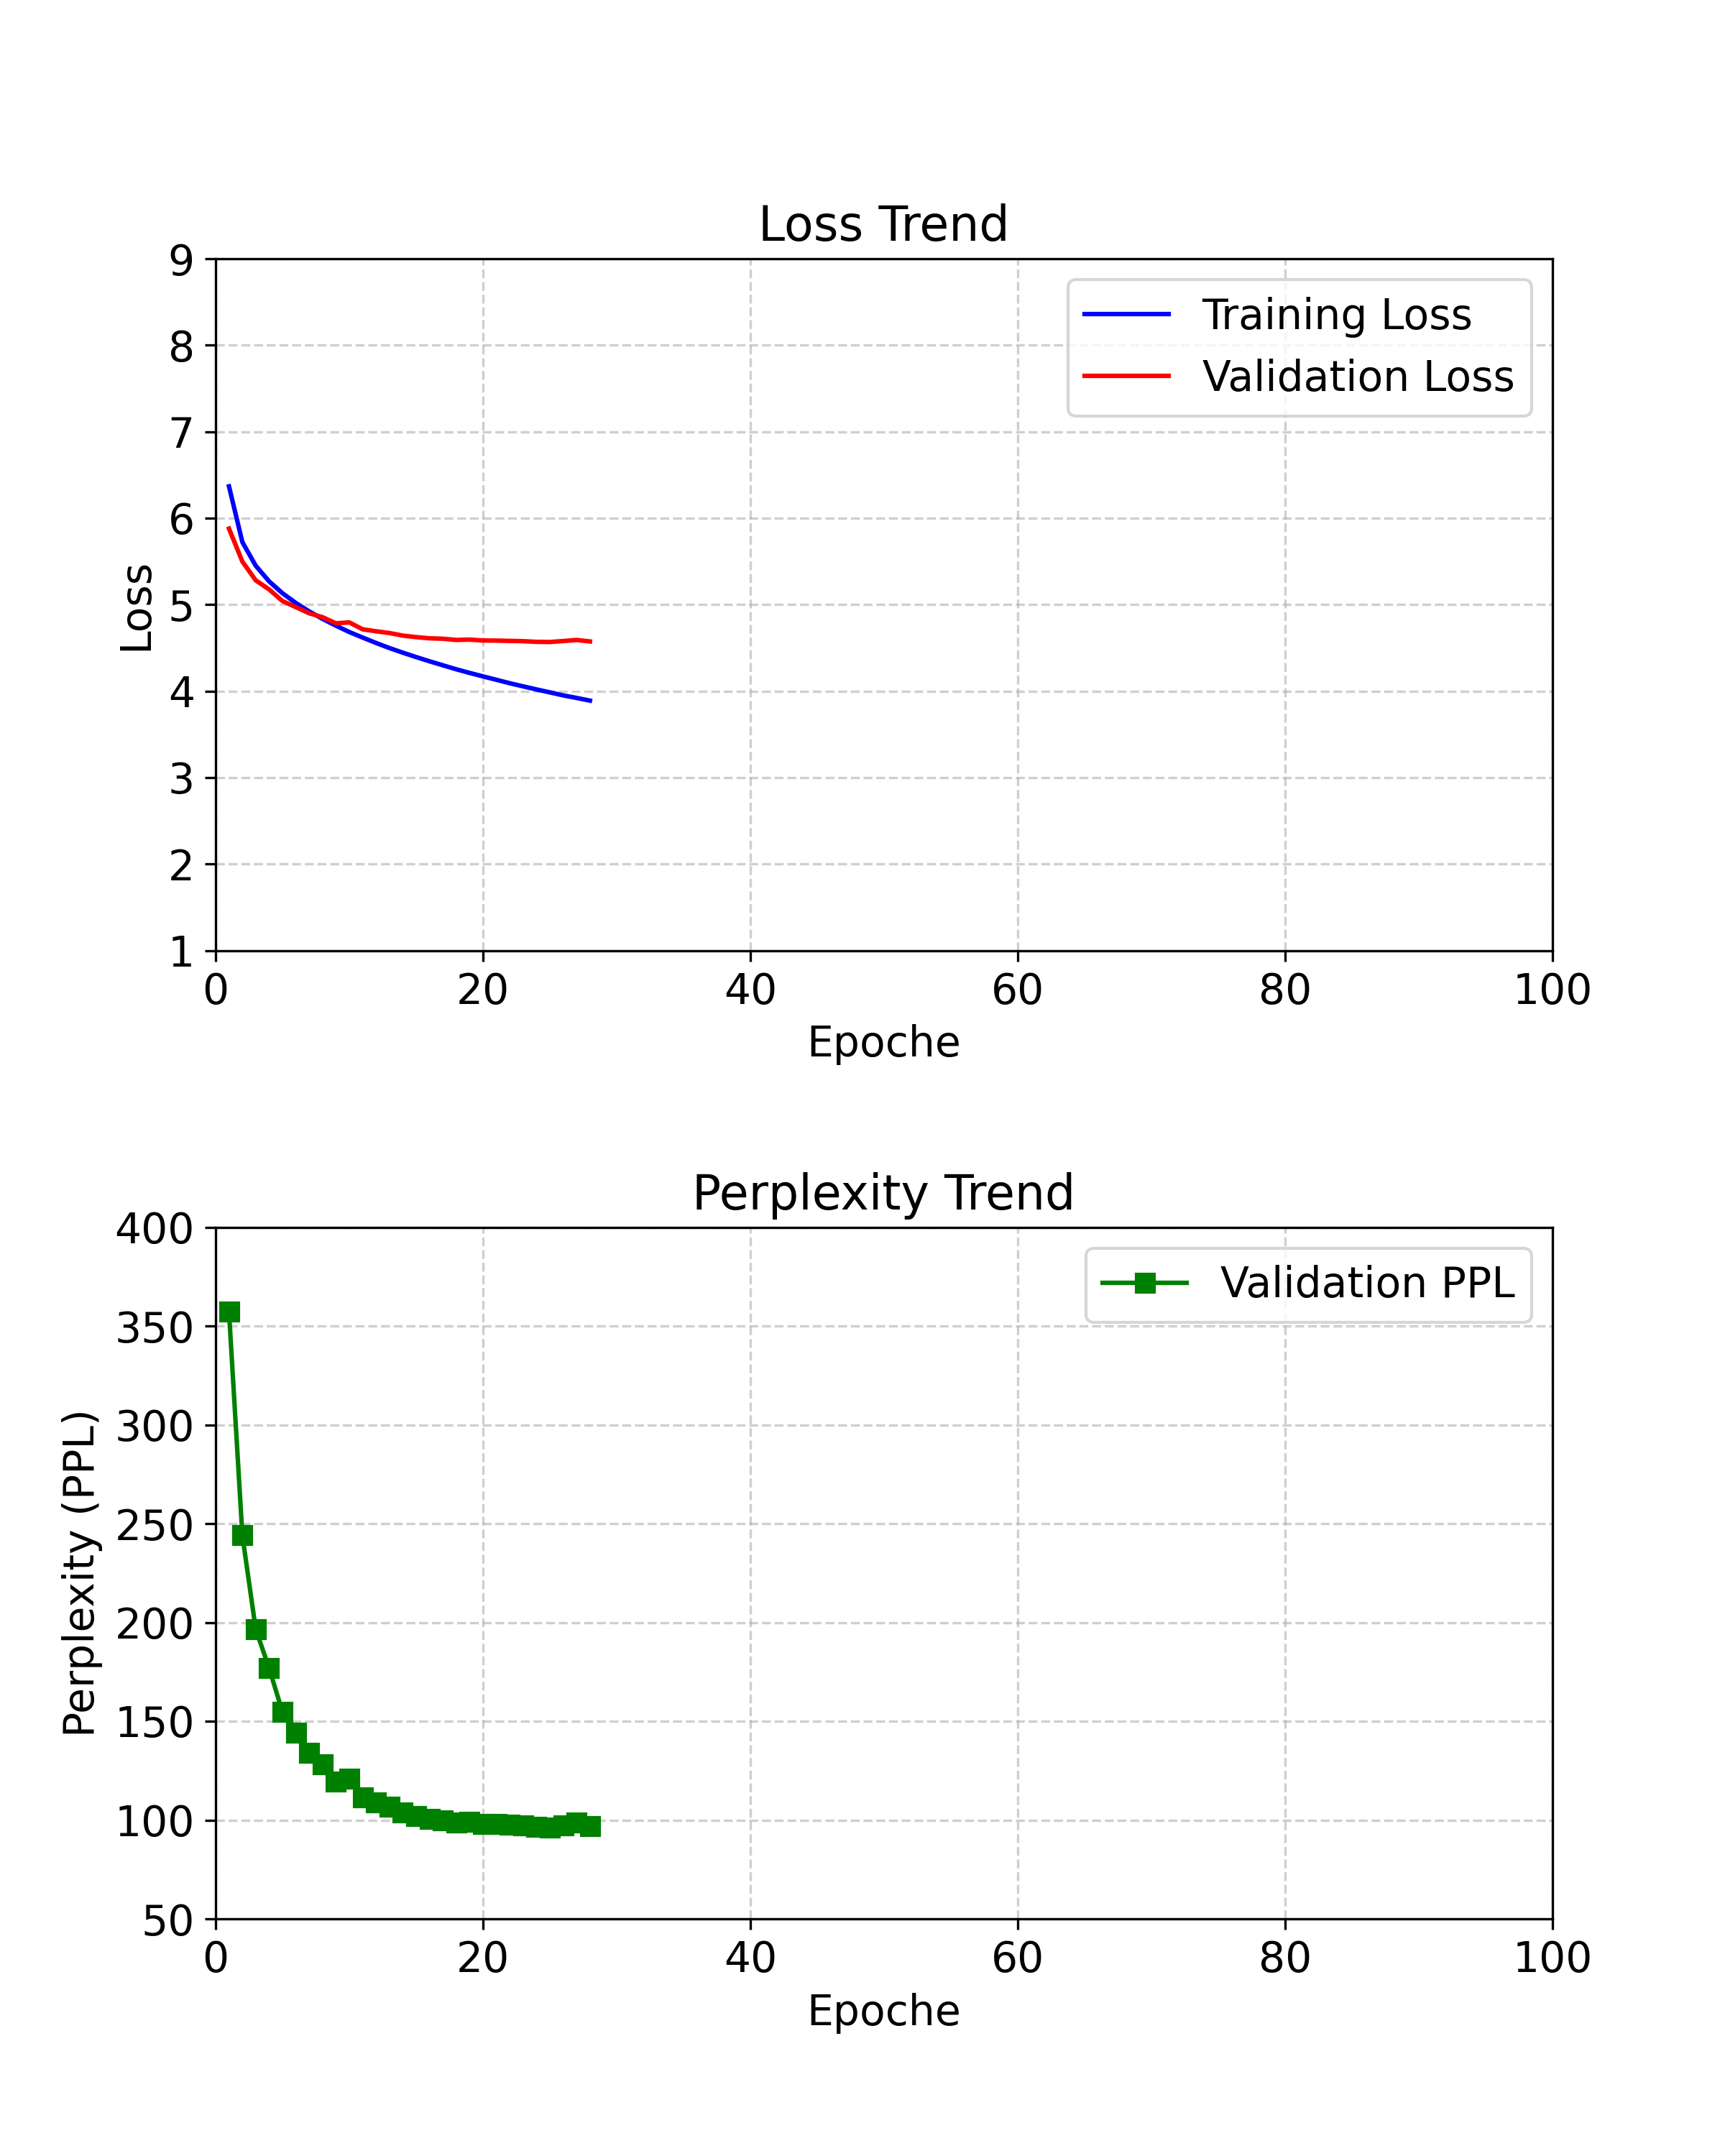 Loss Trend
9
8
7
6
5
4
3
2
1
Loss
Training Loss
Validation Loss
0 20 40 60 80 100
Epoche
Perplexity Trend
400
350
300
250
200
150
100
50
Perplexity (PPL)
Validation PPL
0 20 40 60 80 100
Epoche